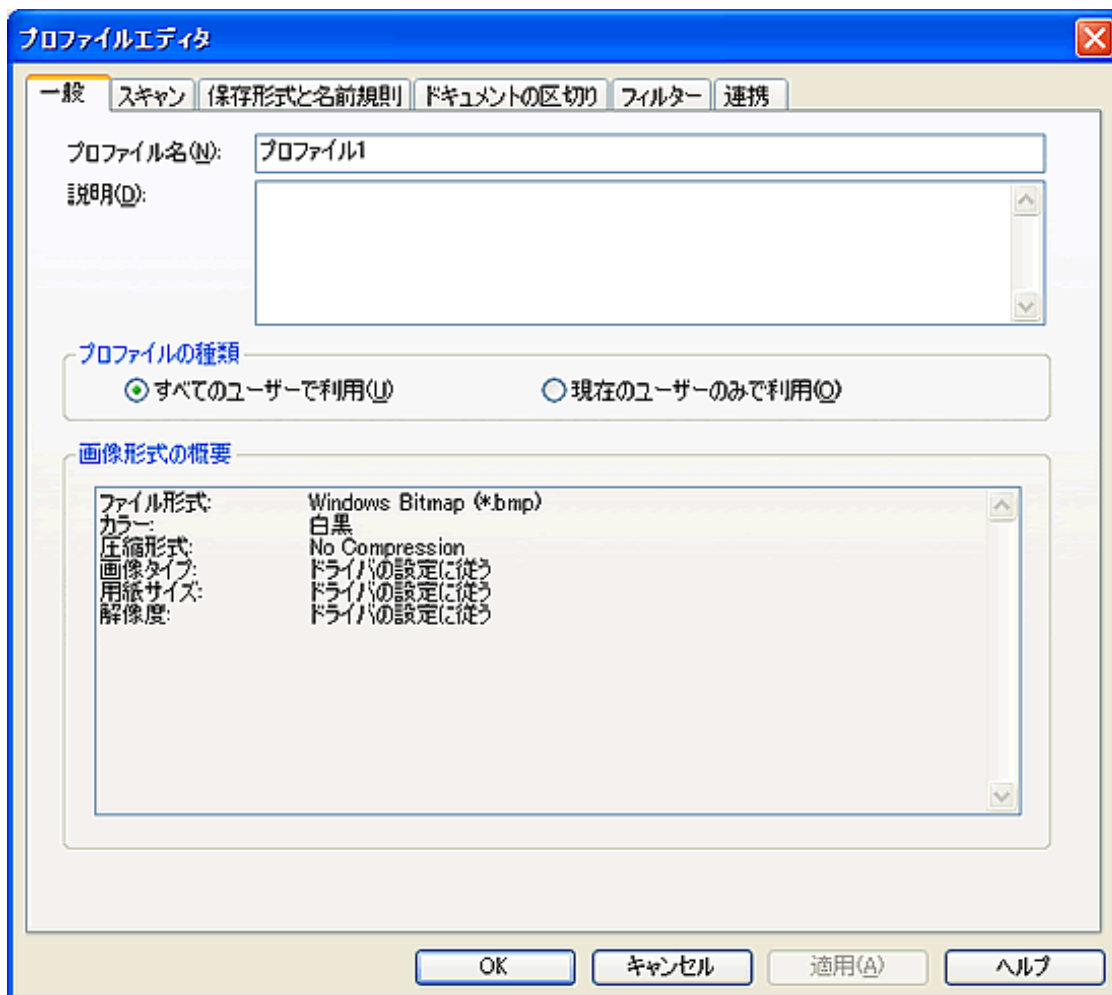 プロファイルエディタ
一般 スキャン 保存形式と名前規則 ドキュメントの区切り フィルター 連携
プロファイル名(N): プロファイル1
説明(D):
プロファイルの種類
すべてのユーザーで利用(U) 現在のユーザーのみで利用(O)
画像形式の概要
ファイル形式: Windows Bitmap (*.bmp)
カラー: 白黒
圧縮形式: No Compression
画像タイプ: ドライバの設定に従う
用紙サイズ: ドライバの設定に従う
解像度: ドライバの設定に従う
OK キャンセル 適用(A) ヘルプ